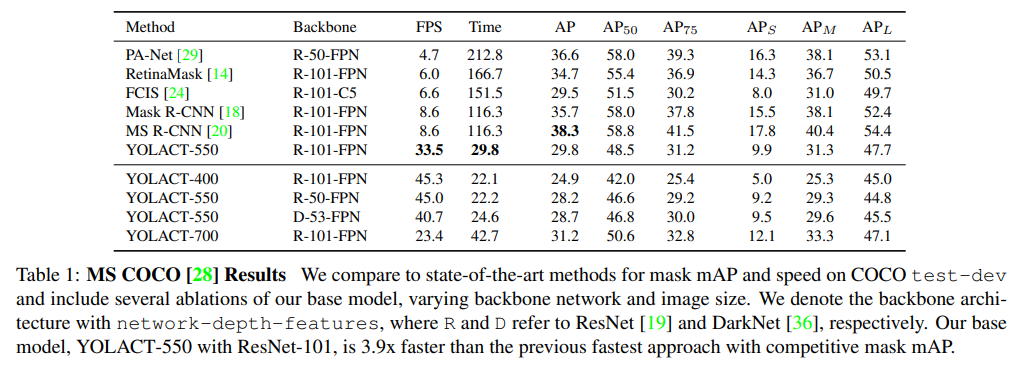 Method Backbone FPS Time AP AP50 AP75 APS APM APL
PA-Net [29] R-50-FPN 4.7 212.8 36.6 58.0 39.3 16.3 38.1 53.1
RetinaMask [14] R-101-FPN 6.0 166.7 34.7 55.4 36.9 14.3 36.7 50.5
FCIS [24] R-101-C5 6.6 151.5 29.5 51.5 30.2 8.0 31.0 49.7
Mask R-CNN [18] R-101-FPN 8.6 116.3 35.7 58.0 37.8 15.5 38.1 52.4
MS R-CNN [20] R-101-FPN 8.6 116.3 38.3 58.8 41.5 17.8 40.4 54.4
YOLACT-550 R-101-FPN 33.5 29.8 29.8 48.5 31.2 9.9 31.3 47.7
YOLACT-400 R-101-FPN 45.3 22.1 24.9 42.0 25.4 5.0 25.3 45.0
YOLACT-550 R-50-FPN 45.0 22.2 28.2 46.6 29.2 9.2 29.3 44.8
YOLACT-550 D-53-FPN 40.7 24.6 28.7 46.8 30.0 9.5 29.6 45.5
YOLACT-700 R-101-FPN 23.4 42.7 31.2 50.6 32.8 12.1 33.3 47.1
Table 1: MS COCO [28] Results We compare to state-of-the-art methods for mask mAP and speed on COCO test-dev
and include several ablations of our base model, varying backbone network and image size. We denote the backbone archi-
tecture with network-depth-features, where R and D refer to ResNet [19] and DarkNet [36], respectively. Our base
model, YOLACT-550 with ResNet-101, is 3.9x faster than the previous fastest approach with competitive mask mAP.